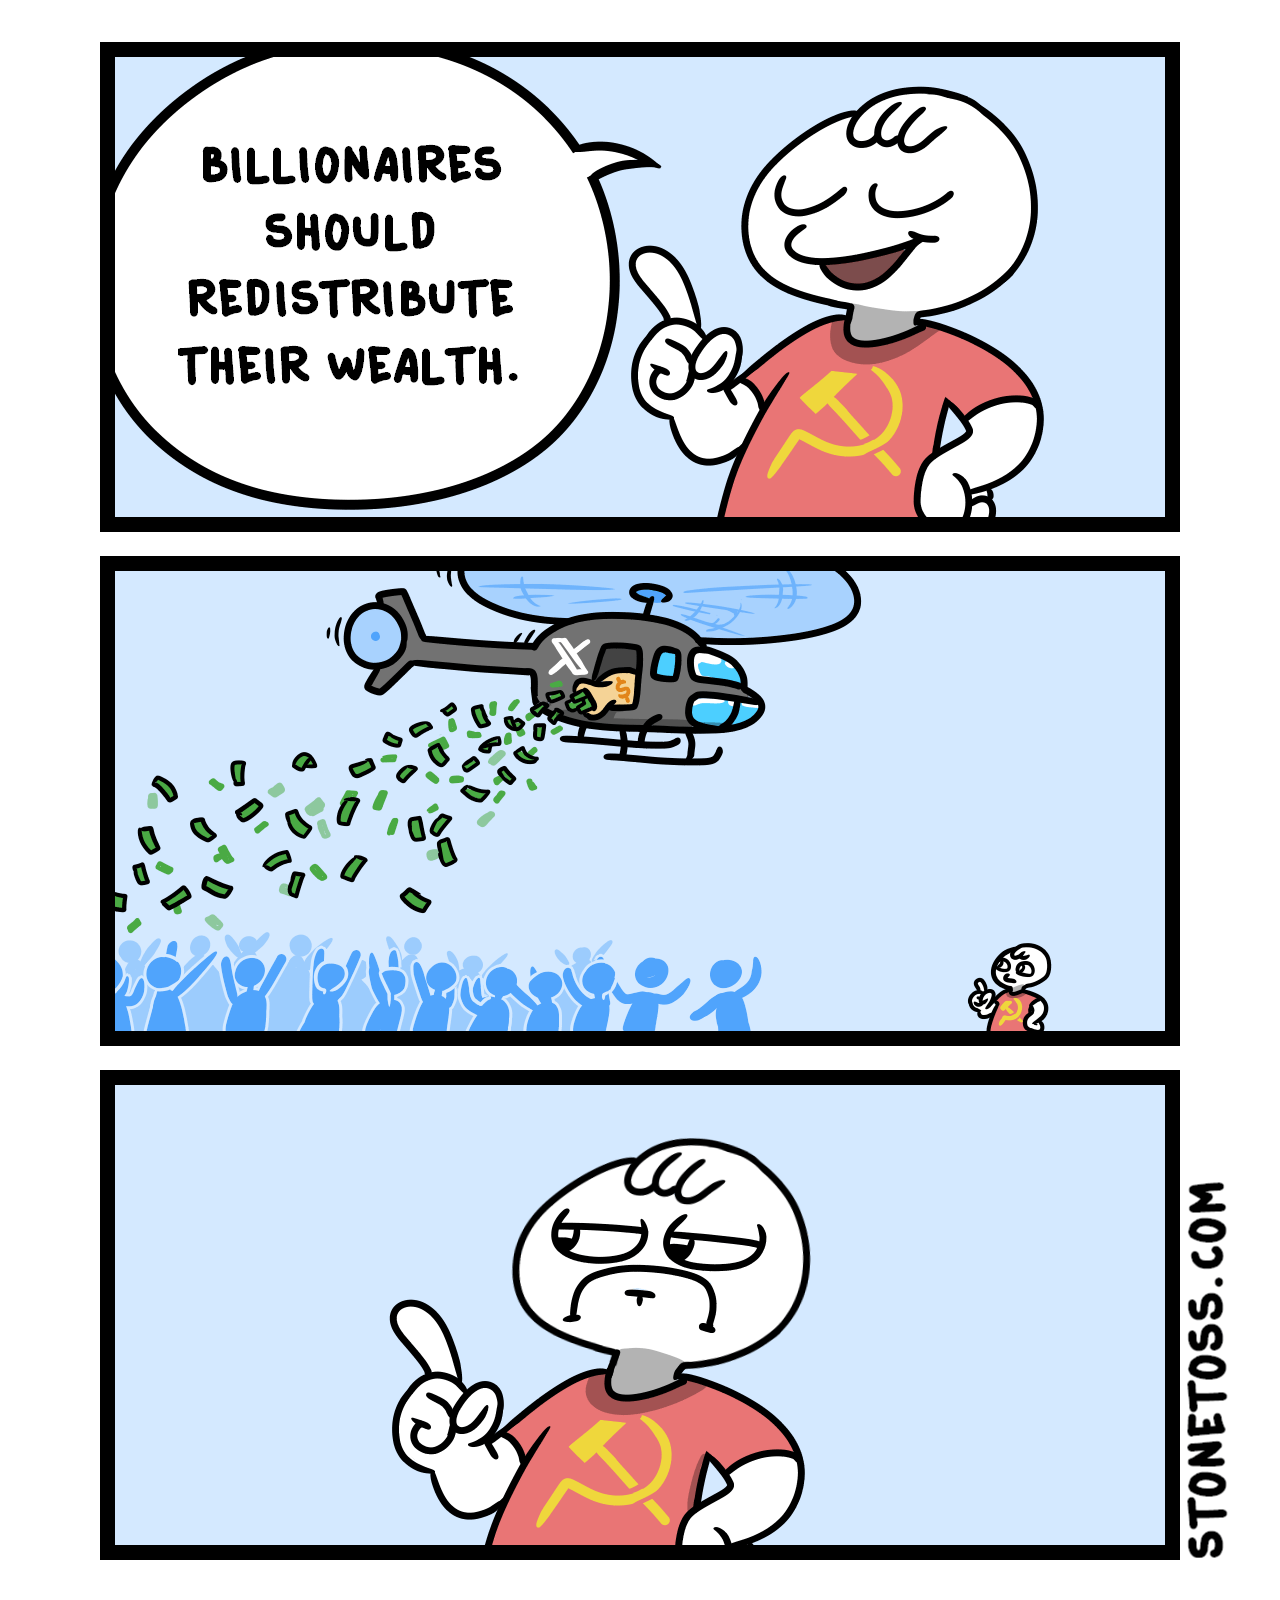 BILLIONAIRES
SHOULD
REDISTRIBUTE
THEIR WEALTH.
X
$
STONETOSS.COM